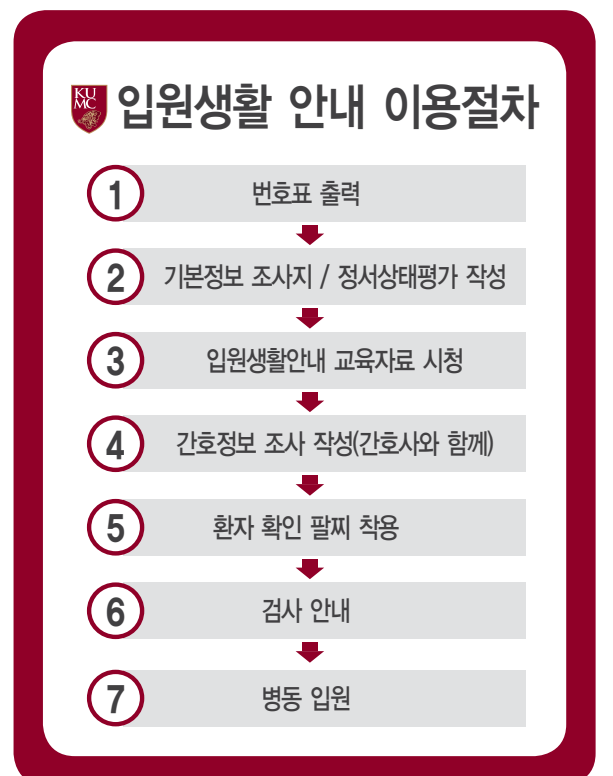 KU
MC
입원생활 안내 이용절차
1 번호표 출력
2 기본정보 조사지 / 정서상태평가 작성
3 입원생활안내 교육자료 시청
4 간호정보 조사 작성(간호사와 함께)
5 환자 확인 팔찌 착용
6 검사 안내
7 병동 입원